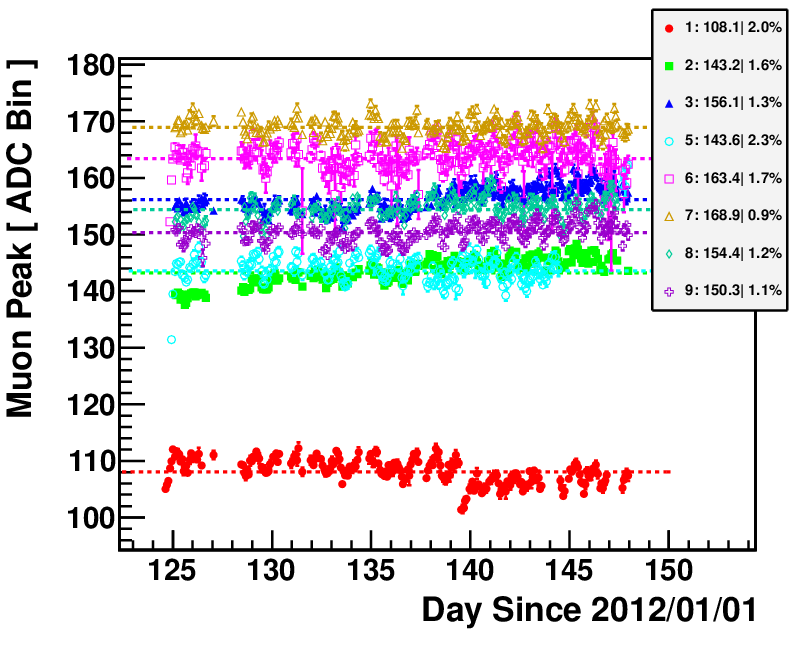 1: 108.1| 2.0%
2: 143.2| 1.6%
3: 156.1| 1.3%
5: 143.6| 2.3%
6: 163.4| 1.7%
7: 168.9| 0.9%
8: 154.4| 1.2%
9: 150.3| 1.1%
Muon Peak [ ADC Bin ]
180
170
160
150
140
130
120
110
100
125 130 135 140 145 150
Day Since 2012/01/01